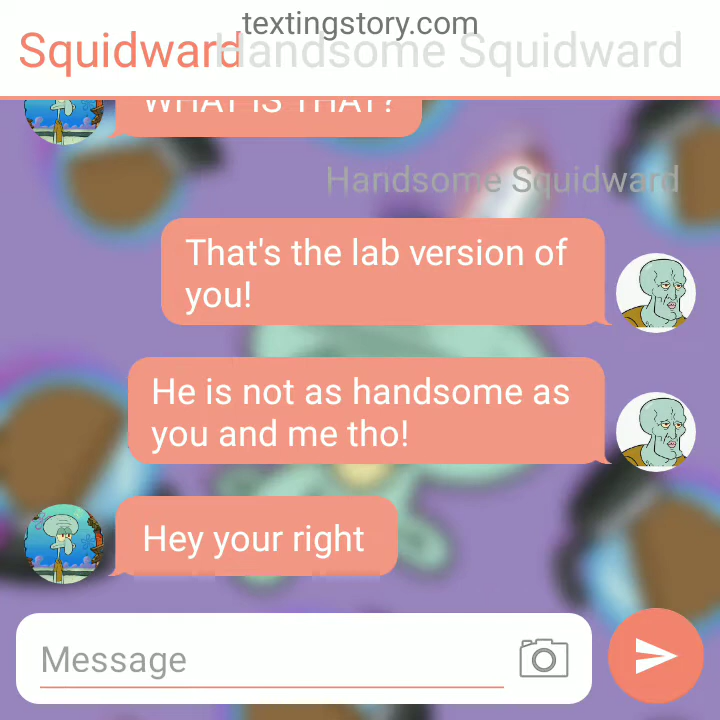 textingstory.com
Squidward Handsome Squidward
WHAT IS THAT?
Handsome Squidward
That's the lab version of
you!
He is not as handsome as
you and me tho!
Hey your right
Message